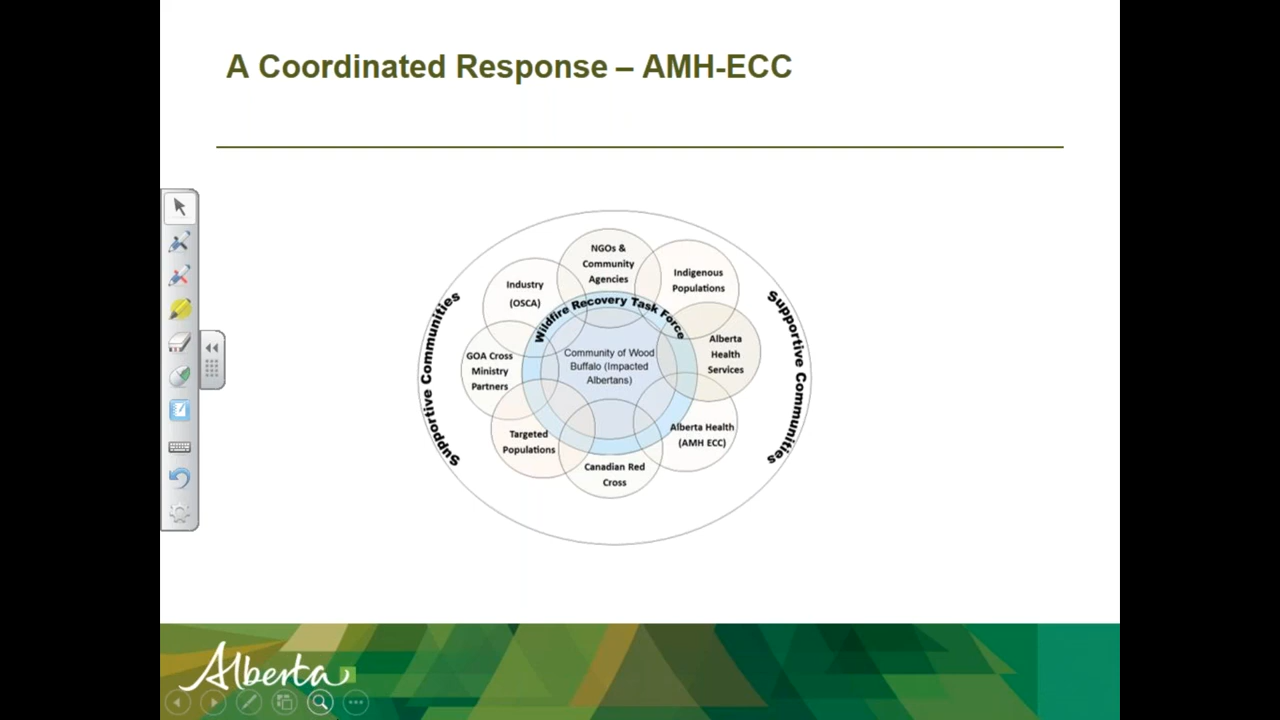 A Coordinated Response – AMH-ECC
NGOs &
Community
Agencies
Indigenous
Populations
Industry
(OSCA)
Wildfire Recovery Task Force
Supportive Communities
Supportive Communities
Alberta
Health
Services
Community of Wood
Buffalo (Impacted
Albertans)
GOA Cross
Ministry
Partners
Alberta Health
(AMH ECC)
Targeted
Populations
Canadian Red
Cross
Alberta